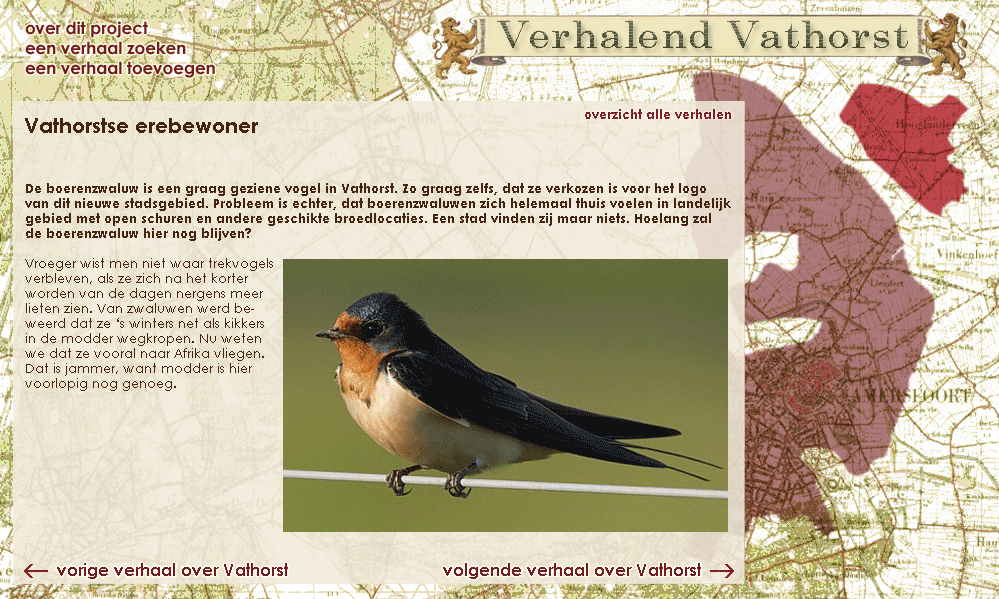 over dit project
een verhaal zoeken
een verhaal toevoegen
Verhalend Vathorst
overzicht alle verhalen
Vathorstse erebewoner
De boerenzwaluw is een graag geziene vogel in Vathorst. Zo graag zelfs, dat ze verkozen is voor het logo
van dit nieuwe stadsgebied. Probleem is echter, dat boerenzwaluwen zich helemaal thuis voelen in landelijk
gebied met open schuren en andere geschikte broedlocaties. Een stad vinden zij maar niets. Hoelang zal
de boerenzwaluw hier nog blijven?
Vroeger wist men niet waar trekvogels
verbleven, als ze zich na het korter
worden van de dagen nergens meer
lieten zien. Van zwaluwen werd be-
weerd dat ze ‘s winters net als kikkers
in de modder wegkropen. Nu weten
we dat ze vooral naar Afrika vliegen.
Dat is jammer, want modder is hier
voorlopig nog genoeg.
AMERSFOORT
← vorige verhaal over Vathorst
volgende verhaal over Vathorst →